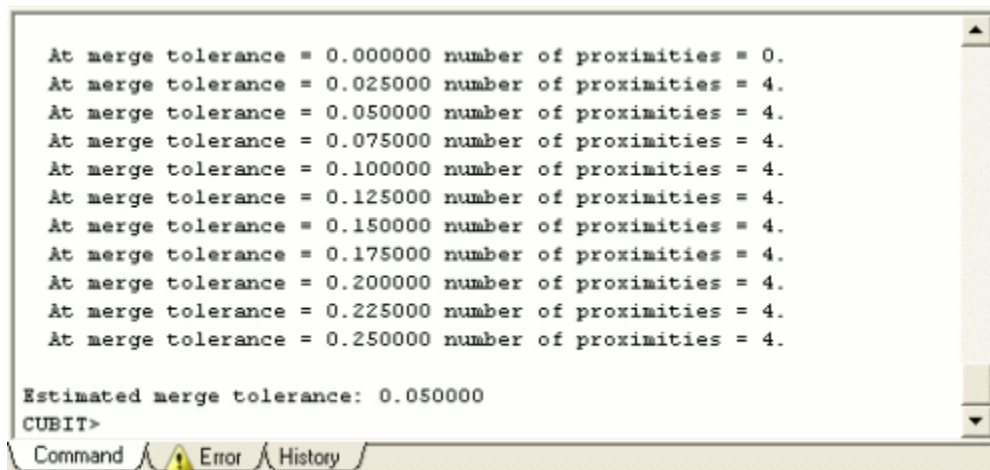 At merge tolerance = 0.000000 number of proximities = 0.
At merge tolerance = 0.025000 number of proximities = 4.
At merge tolerance = 0.050000 number of proximities = 4.
At merge tolerance = 0.075000 number of proximities = 4.
At merge tolerance = 0.100000 number of proximities = 4.
At merge tolerance = 0.125000 number of proximities = 4.
At merge tolerance = 0.150000 number of proximities = 4.
At merge tolerance = 0.175000 number of proximities = 4.
At merge tolerance = 0.200000 number of proximities = 4.
At merge tolerance = 0.225000 number of proximities = 4.
At merge tolerance = 0.250000 number of proximities = 4.
Estimated merge tolerance: 0.050000
CUBIT>
Command Error History